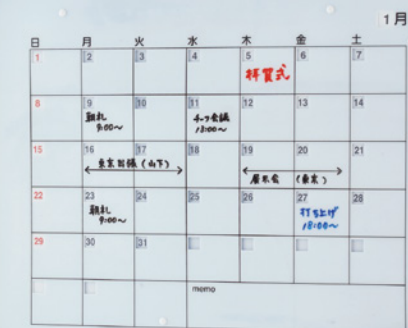 1月
日 月 火 水 木 金 土
1 2 3 4 5 6 7
拝賀式
8 9 10 11 12 13 14
朝礼 チーフ会議
9:00〜 18:00〜
15 16 17 18 19 20 21
東京出張(山下) 展示会(東京)
22 23 24 25 26 27 28
朝礼 打ち上げ
9:00〜 18:00〜
29 30 31
memo